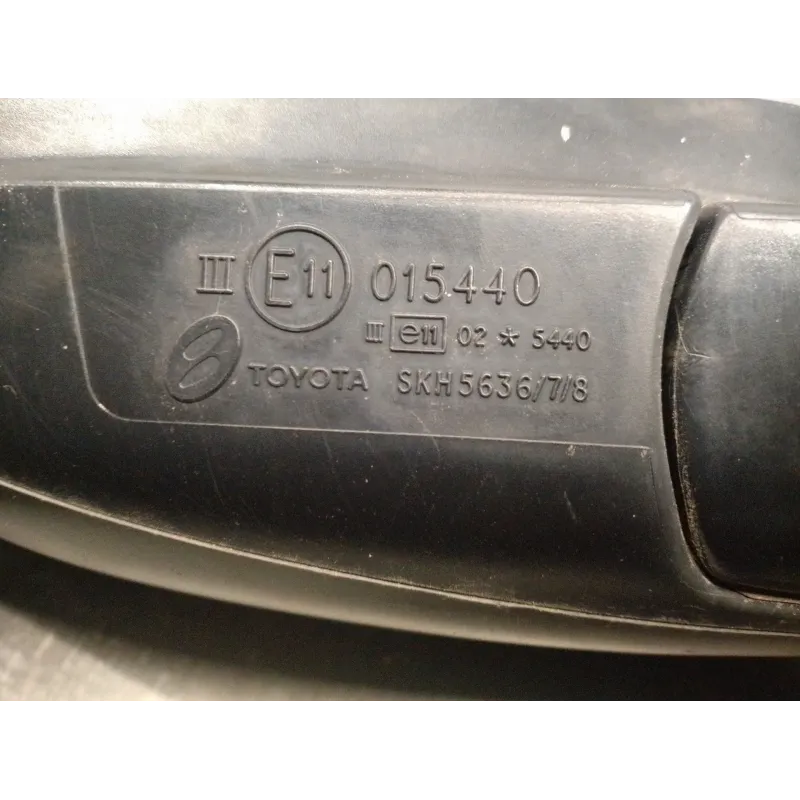 III E11 015440
III e11 02 * 5440
TOYOTA SKH5636/7/8